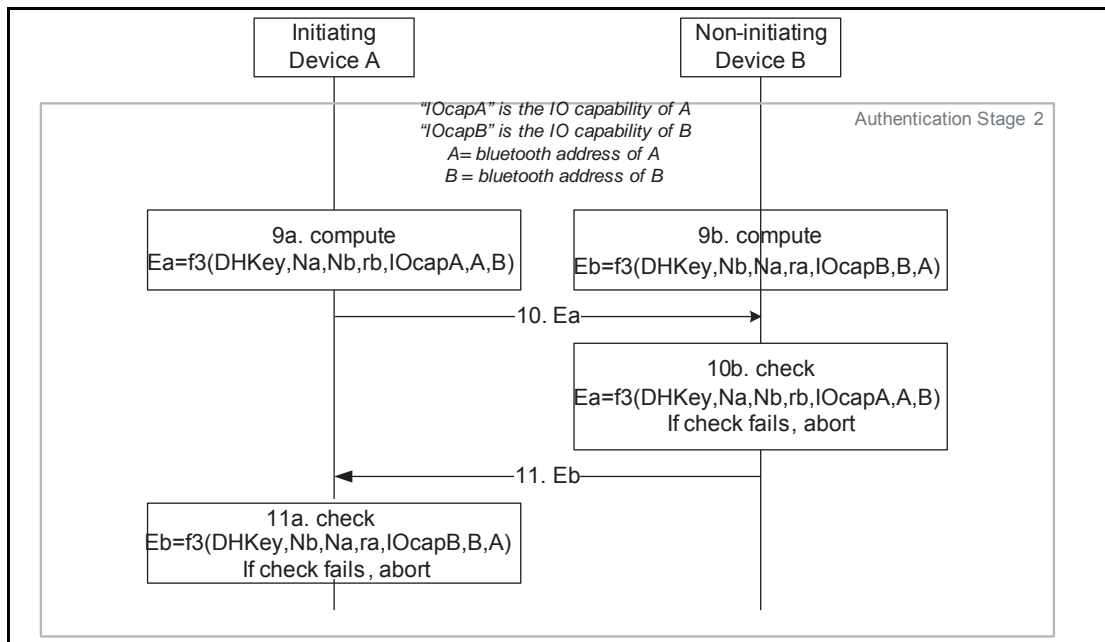 Initiating
Device A
Non-initiating
Device B
“IOcapA” is the IO capability of A
“IOcapB” is the IO capability of B
A= bluetooth address of A
B = bluetooth address of B
Authentication Stage 2
9a. compute
Ea=f3(DHKey,Na,Nb,rb,IOcapA,A,B)
9b. compute
Eb=f3(DHKey,Nb,Na,ra,IOcapB,B,A)
10. Ea
10b. check
Ea=f3(DHKey,Na,Nb,rb,IOcapA,A,B)
If check fails, abort
11. Eb
11a. check
Eb=f3(DHKey,Nb,Na,ra,IOcapB,B,A)
If check fails, abort